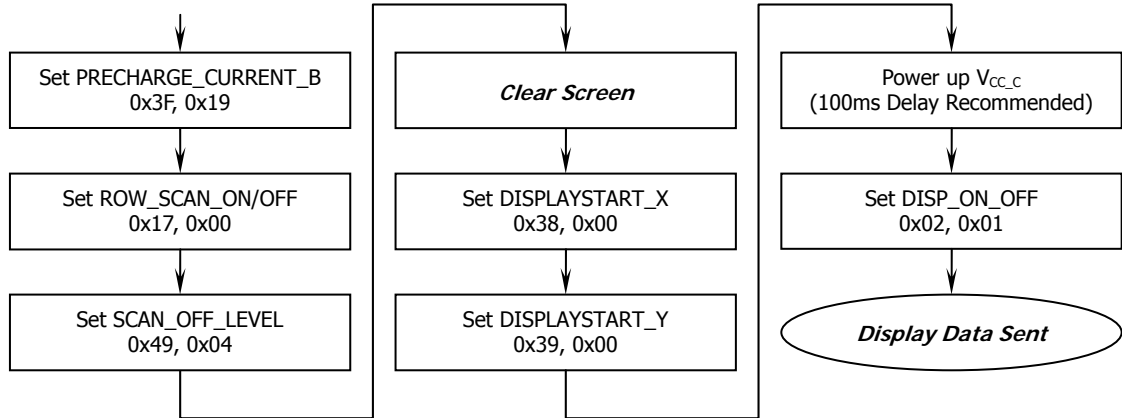 Set PRECHARGE_CURRENT_B
0x3F, 0x19
Set ROW_SCAN_ON/OFF
0x17, 0x00
Set SCAN_OFF_LEVEL
0x49, 0x04
Clear Screen
Set DISPLAYSTART_X
0x38, 0x00
Set DISPLAYSTART_Y
0x39, 0x00
Power up VCC_C
(100ms Delay Recommended)
Set DISP_ON_OFF
0x02, 0x01
Display Data Sent